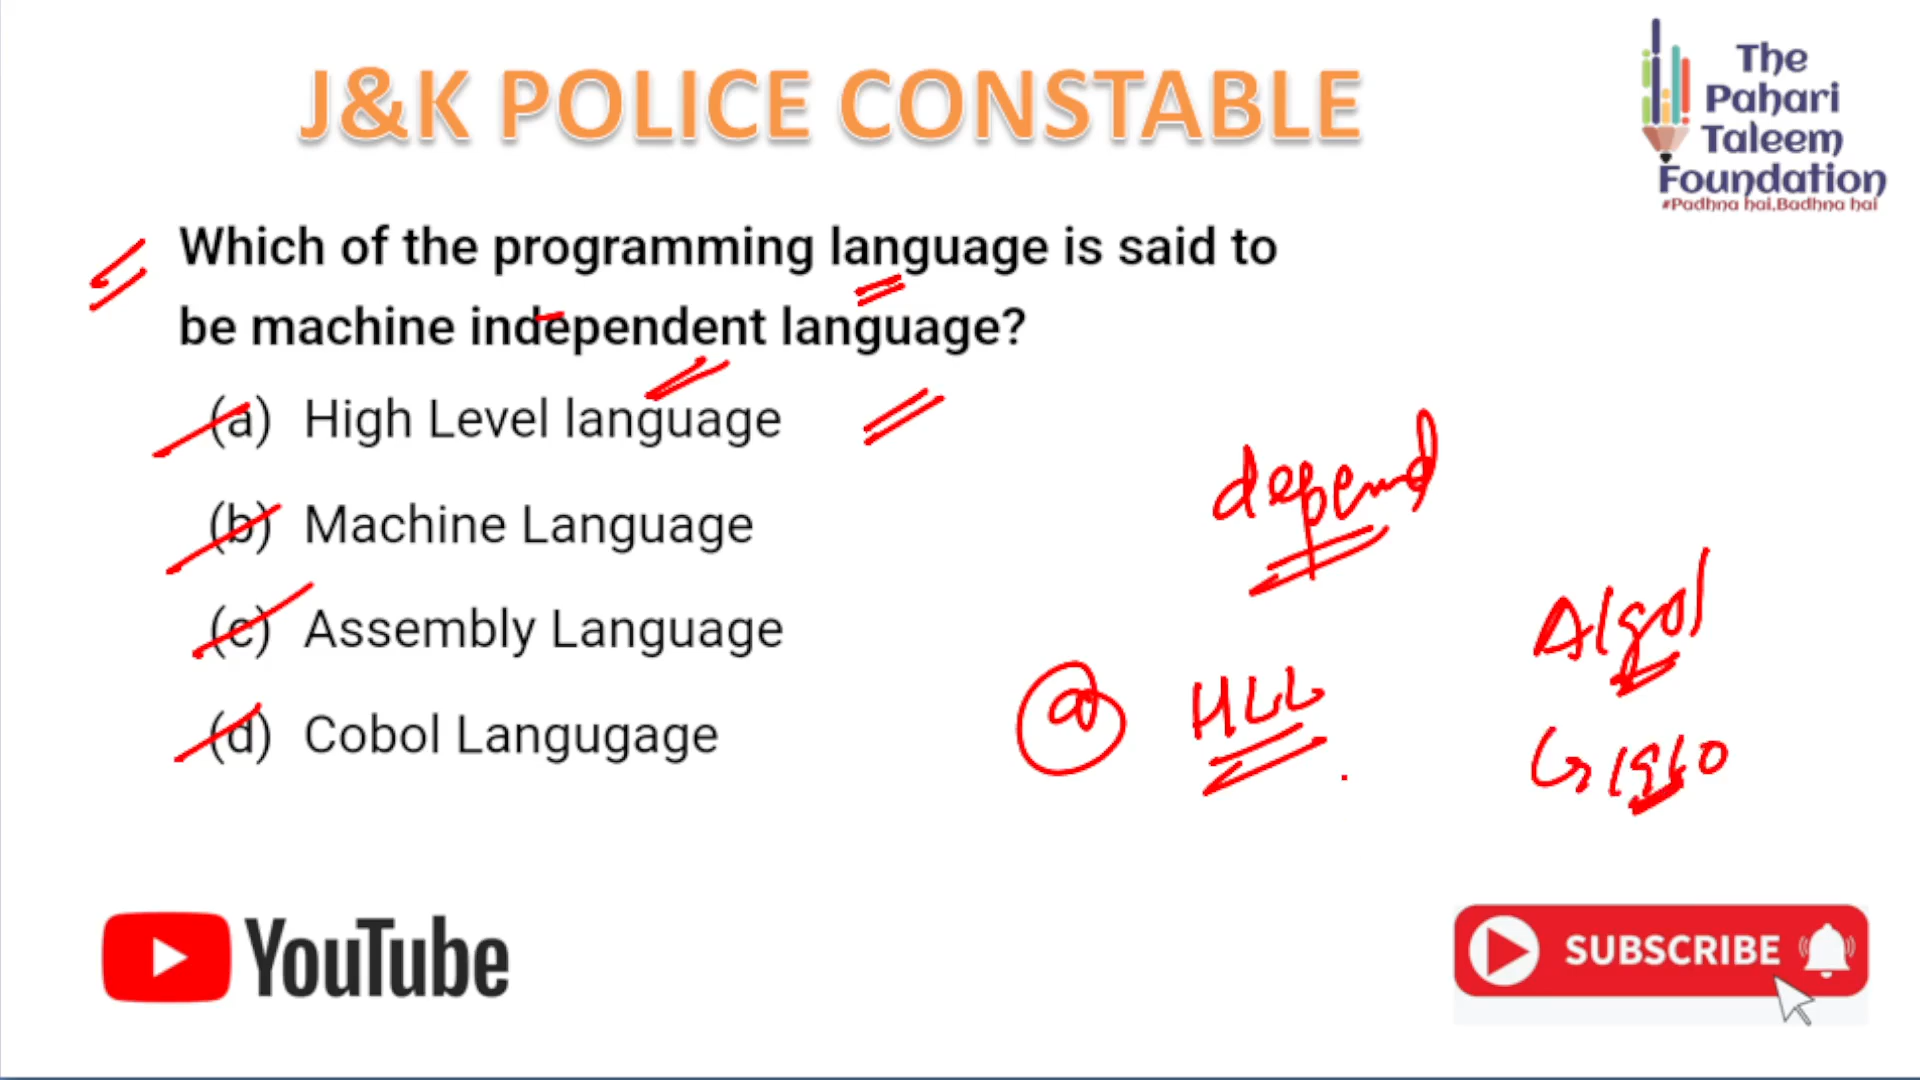 J&K POLICE CONSTABLE
The
Pahari
Taleem
Foundation
#Padhna hai,Badhna hai
Which of the programming language is said to
be machine independent language?
(a) High Level language
(b) Machine Language
(c) Assembly Language
(d) Cobol Langugage
depend
Algol
a HLL
YouTube
SUBSCRIBE